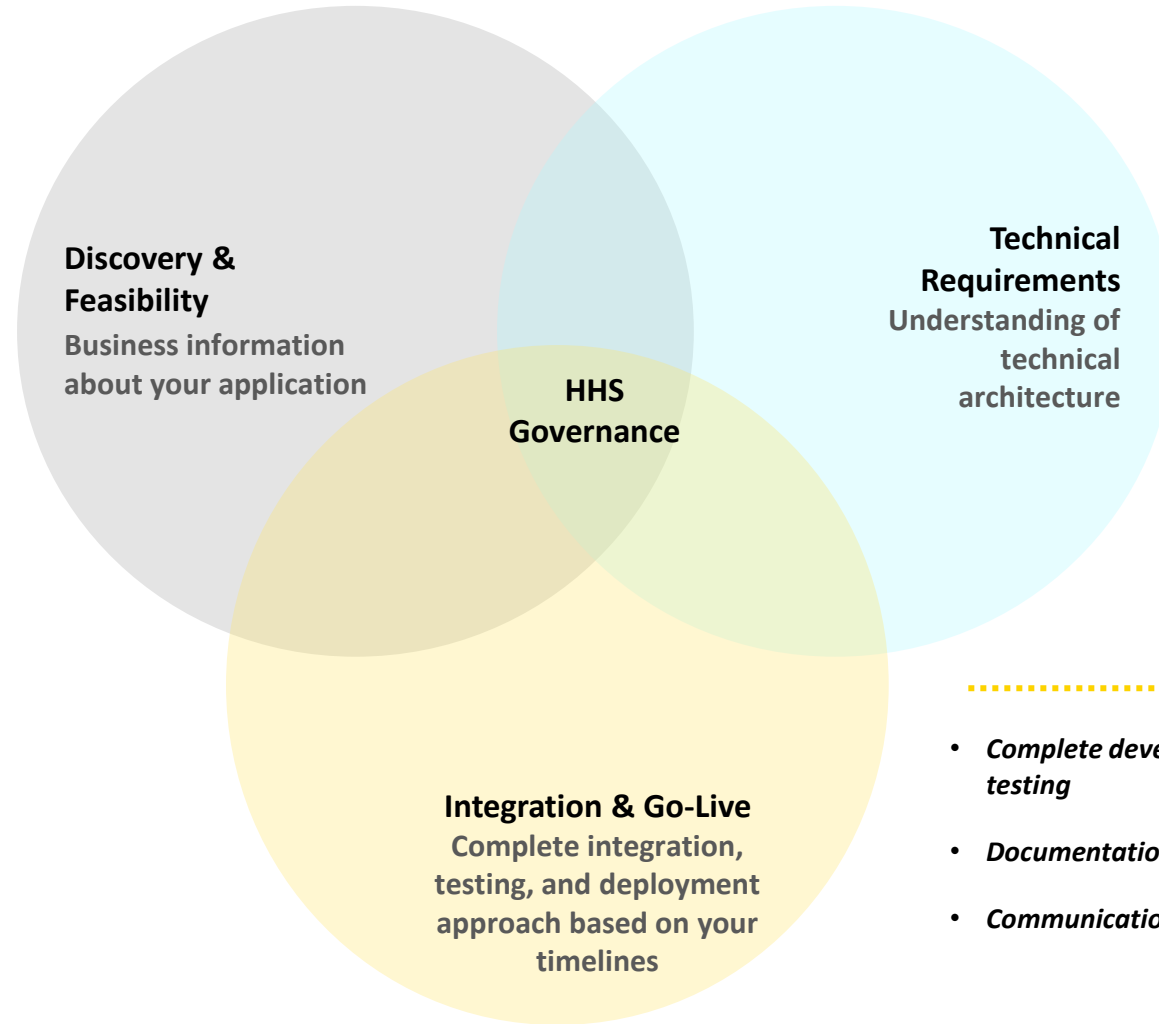 Discovery &
Feasibility
Business information
about your application
Technical
Requirements
Understanding of
technical
architecture
HHS
Governance
Integration & Go-Live
Complete integration,
testing, and deployment
approach based on your
timelines
• Complete
testing